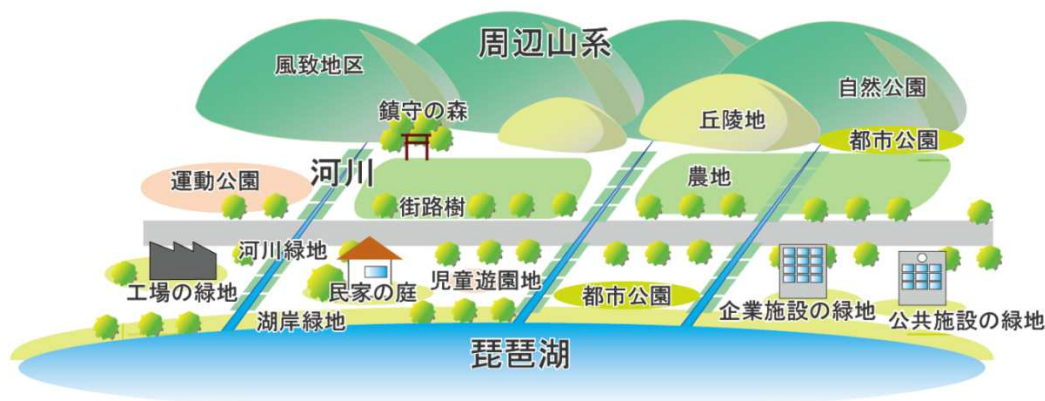 周辺山系
風致地区
自然公園
鎮守の森
丘陵地
都市公園
河川
運動公園
農地
街路樹
河川緑地
工場の緑地
民家の庭
児童遊園地
都市公園
企業施設の緑地
公共施設の緑地
湖岸緑地
琵琶湖